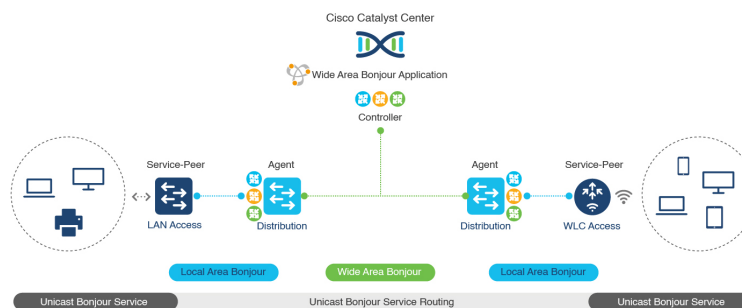 Cisco Catalyst Center
Wide Area Bonjour Application
Controller
Service-Peer
Agent
Agent
Service-Peer
LAN Access
Distribution
Distribution
WLC Access
Local Area Bonjour
Wide Area Bonjour
Local Area Bonjour
Unicast Bonjour Service
Unicast Bonjour Service Routing
Unicast Bonjour Service